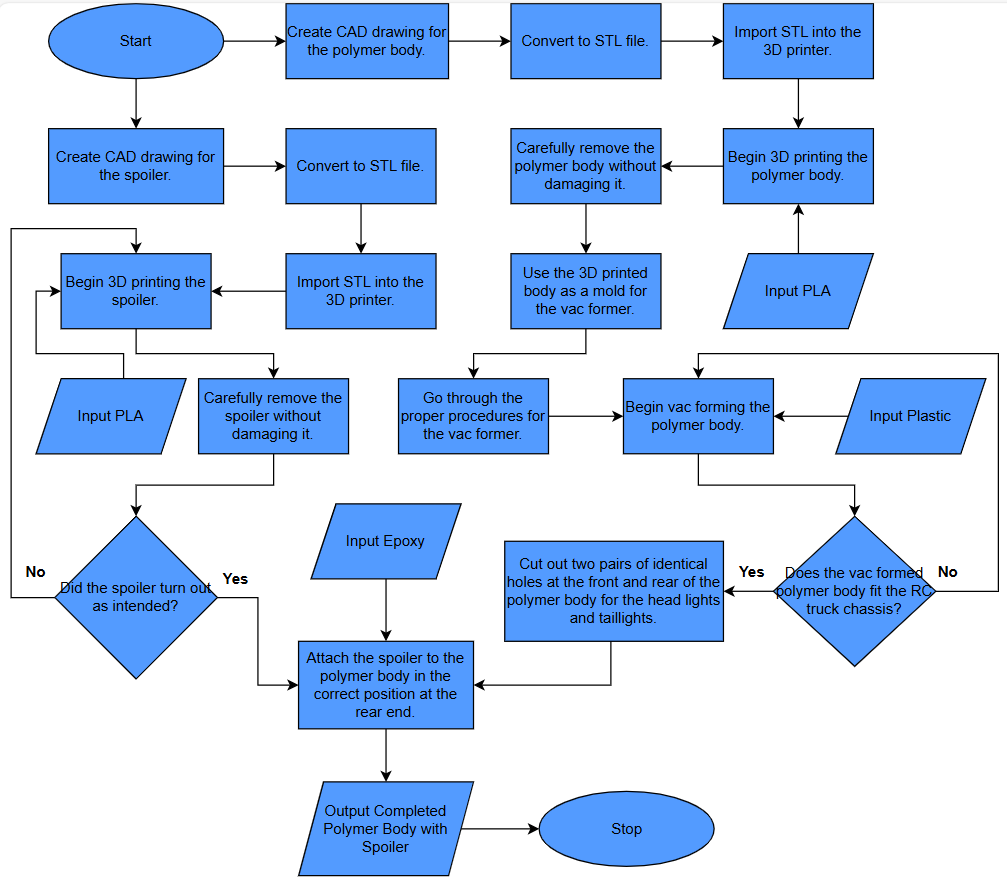 Start
Create CAD drawing for
the polymer body.
Convert to STL file.
Import STL into the
3D printer.
Create CAD drawing for
the spoiler.
Convert to STL file.
Carefully remove the
polymer body without
damaging it.
Begin 3D printing the
polymer body.
Begin 3D printing the
spoiler.
Import STL into the
3D printer.
Use the 3D printed
body as a mold for
the vac former.
Input PLA
Input PLA
Carefully remove the
spoiler without
damaging it.
Go through the
proper procedures for
the vac former.
Begin vac forming the
polymer body.
Input Plastic
Input Epoxy
No
Did the spoiler turn out
as intended?
Yes
Cut out two pairs of identical
holes at the front and rear of the
polymer body for the head lights
and taillights.
Yes
Does the vac formed
polymer body fit the RC
truck chassis?
No
Attach the spoiler to the
polymer body in the
correct position at the
rear end.
Output Completed
Polymer Body with
Spoiler
Stop